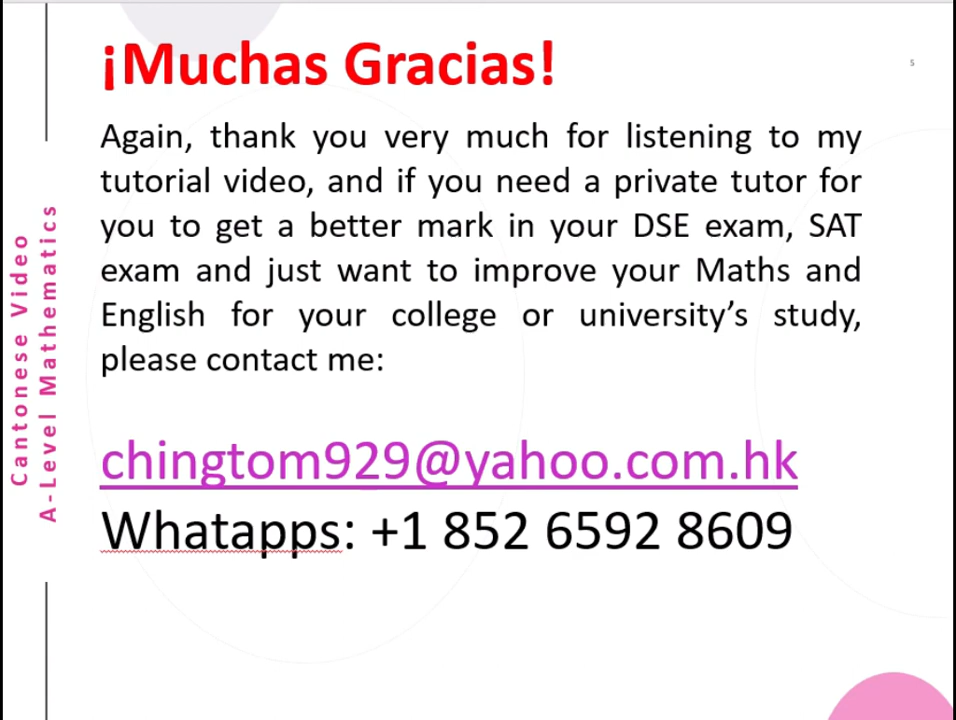 ¡Muchas Gracias!
5
Again, thank you very much for listening to my
tutorial video, and if you need a private tutor for
you to get a better mark in your DSE exam, SAT
exam and just want to improve your Maths and
English for your college or university’s study,
please contact me:
chingtom929@yahoo.com.hk
Whatapps: +1 852 6592 8609
Cantonese Video
A-Level Mathematics